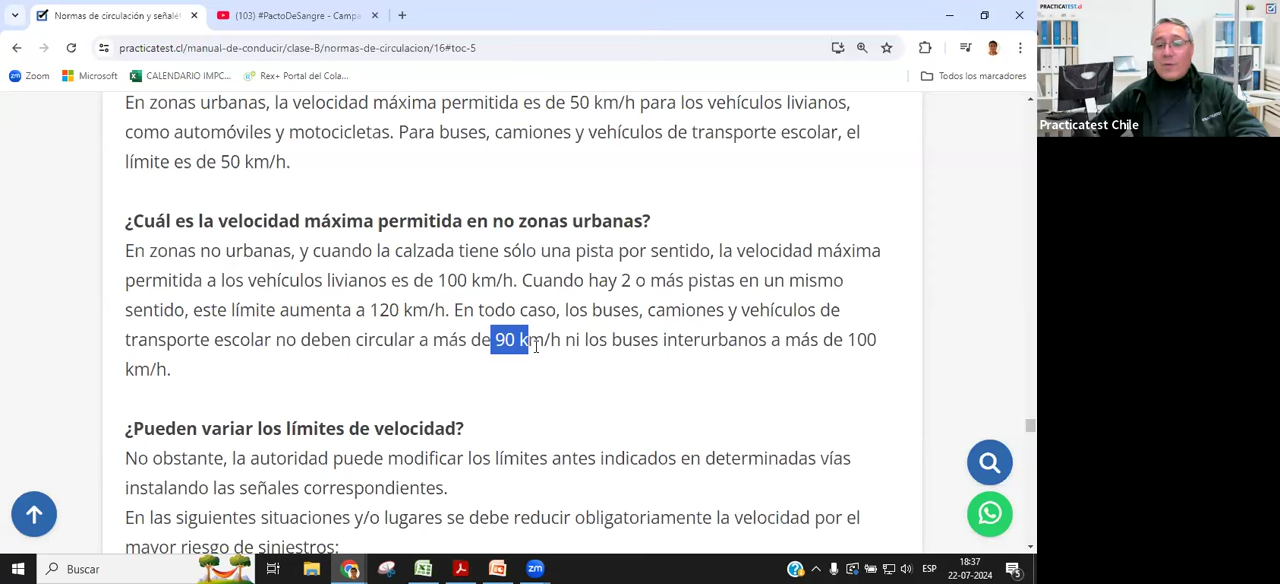 Normas de circulación y señale
(103) #PactoDeSangre - C
practicatest.cl/manual-de-conducir/clase-B/
Zoom
Microsoft
CALENDARIO IMPC...
Rex+ Portal del Cola...
Todos los marcadores
PRACTICATEST.cl
Practicatest Chile
En zonas urbanas, la velocidad máxima permitida es de 50 km/h para los vehículos livianos,
como automóviles y motocicletas. Para buses, camiones y vehículos de transporte escolar, el
límite es de 50 km/h.
¿Cuál es la velocidad máxima permitida en no zonas urbanas?
En zonas no urbanas, y cuando la calzada tiene sólo una pista por sentido, la velocidad máxima
permitida a los vehículos livianos es de 100 km/h. Cuando hay 2 o más pistas en un mismo
sentido, este límite aumenta a 120 km/h. En todo caso, los buses, camiones y vehículos de
transporte escolar no deben circular a más de 90 km/h ni los buses interurbanos a más de 100
km/h.
¿Pueden variar los límites de velocidad?
No obstante, la autoridad puede modificar los límites antes indicados en determinadas vías
instalando las señales correspondientes.
En las siguientes situaciones y/o lugares se debe reducir obligatoriamente la velocidad por el
mayor riesgo de siniestros:
Buscar
zm
ESP
18:37
22-07-2024
5